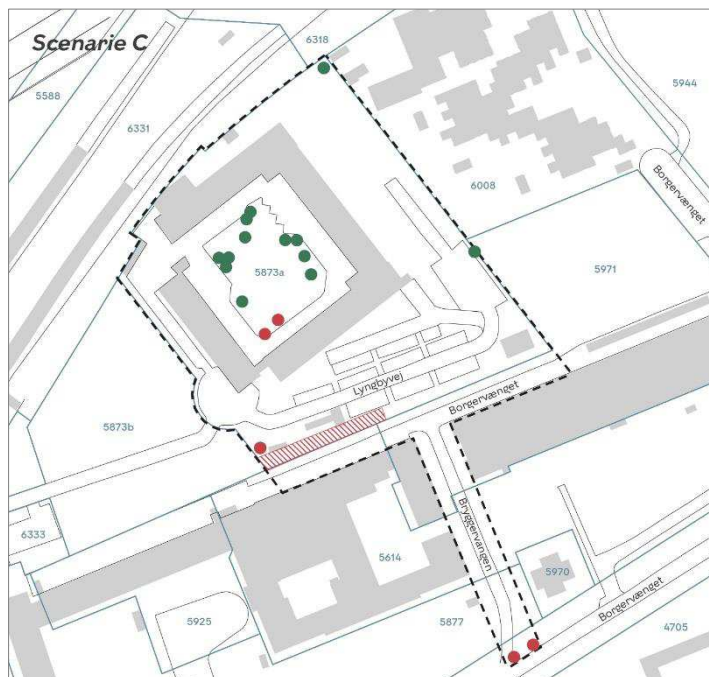 Scenarie C
6318
5588
5944
6331
6008
Borgervænget
5873a
5971
Lyngbyvej
Borgervænget
5873b
6333
Bryggervangen
5614
5970
Borgervænget
5925
5877
4705